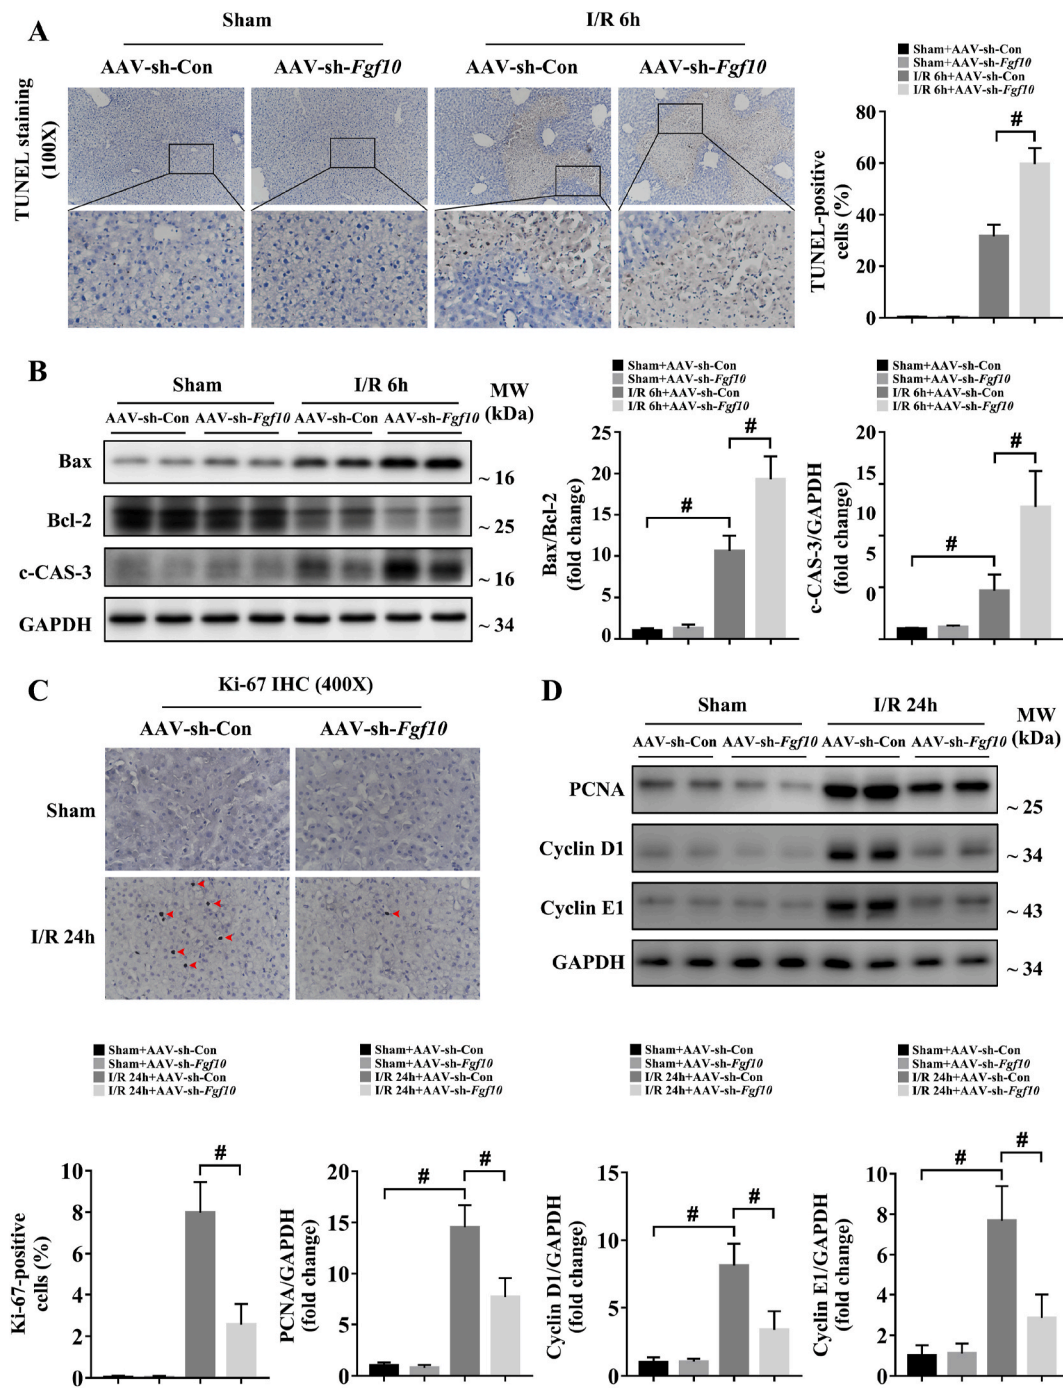 A
Sham
I/R 6h
AAV-sh-Con
AAV-sh-Fgf10
AAV-sh-Con
AAV-sh-Fgf10
TUNEL staining
(100X)
Sham+AAV-sh-Con
Sham+AAV-sh-Fgf10
I/R 6h+AAV-sh-Con
I/R 6h+AAV-sh-Fgf10
TUNEL-positive
cells (%)
80
60
40
20
0
#
B
Sham
I/R 6h
MW
(kDa)
AAV-sh-Con
AAV-sh-Fgf10
AAV-sh-Con
AAV-sh-Fgf10
Bax
~ 16
Bcl-2
~ 25
c-CAS-3
~ 16
GAPDH
~ 34
Sham+AAV-sh-Con
Sham+AAV-sh-Fgf10
I/R 6h+AAV-sh-Con
I/R 6h+AAV-sh-Fgf10
Bax/Bcl-2
(fold change)
25
20
15
10
5
0
#
#
Sham+AAV-sh-Con
Sham+AAV-sh-Fgf10
I/R 6h+AAV-sh-Con
I/R 6h+AAV-sh-Fgf10
c-CAS-3/GAPDH
(fold change)
20
15
10
5
0
#
#
C
Ki-67 IHC (400X)
AAV-sh-Con
AAV-sh-Fgf10
Sham
I/R 24h
D
Sham
I/R 24h
MW
(kDa)
AAV-sh-Con
AAV-sh-Fgf10
AAV-sh-Con
AAV-sh-Fgf10
PCNA
~ 25
Cyclin D1
~ 34
Cyclin E1
~ 43
GAPDH
~ 34
Sham+AAV-sh-Con
Sham+AAV-sh-Fgf10
I/R 24h+AAV-sh-Con
I/R 24h+AAV-sh-Fgf10
Ki-67-positive
cells (%)
10
8
6
4
2
0
#
Sham+AAV-sh-Con
Sham+AAV-sh-Fgf10
I/R 24h+AAV-sh-Con
I/R 24h+AAV-sh-Fgf10
PCNA/GAPDH
(fold change)
20
15
10
5
0
#
#
Sham+AAV-sh-Con
Sham+AAV-sh-Fgf10
I/R 24h+AAV-sh-Con
I/R 24h+AAV-sh-Fgf10
Cyclin D1/GAPDH
(fold change)
15
10
5
0
#
#
Sham+AAV-sh-Con
Sham+AAV-sh-Fgf10
I/R 24h+AAV-sh-Con
I/R 24h+AAV-sh-Fgf10
Cyclin E1/GAPDH
(fold change)
10
8
6
4
2
0
#
#